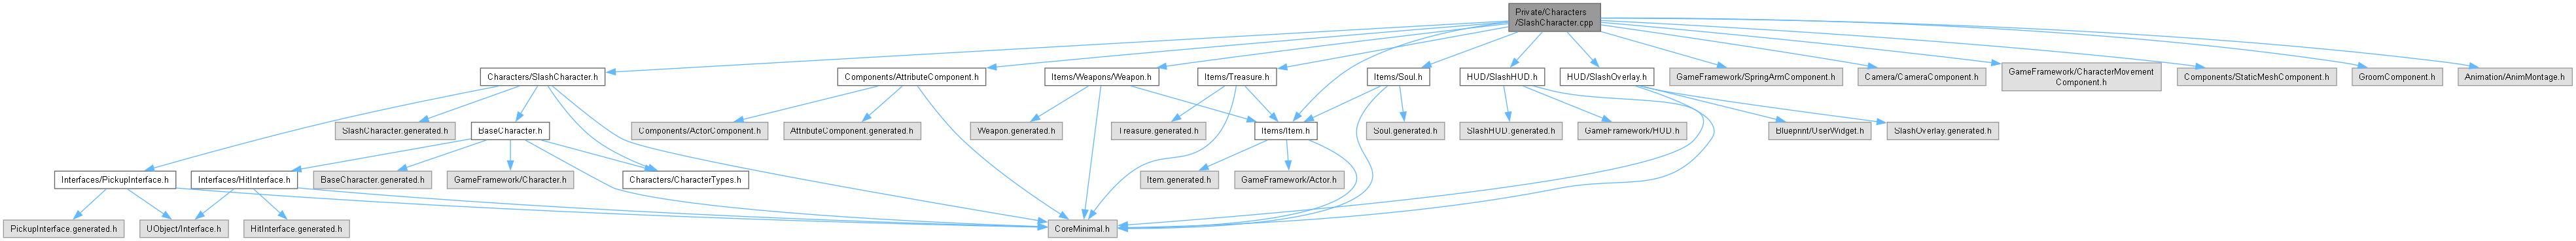 Private/Characters
/SlashCharacter.cpp
Characters/SlashCharacter.h
Components/AttributeComponent.h
Items/Weapons/Weapon.h
Items/Treasure.h
Items/Soul.h
HUD/SlashHUD.h
HUD/SlashOverlay.h
GameFramework/SpringArmComponent.h
Camera/CameraComponent.h
GameFramework/CharacterMovement
Component.h
Components/StaticMeshComponent.h
GroomComponent.h
Animation/AnimMontage.h
SlashCharacter.generated.h
BaseCharacter.h
Components/ActorComponent.h
AttributeComponent.generated.h
Weapon.generated.h
Treasure.generated.h
Items/Item.h
Soul.generated.h
SlashHUD.generated.h
GameFramework/HUD.h
Blueprint/UserWidget.h
SlashOverlay.generated.h
Interfaces/PickupInterface.h
Interfaces/HitInterface.h
BaseCharacter.generated.h
GameFramework/Character.h
Characters/CharacterTypes.h
Item.generated.h
GameFramework/Actor.h
PickupInterface.generated.h
UObject/Interface.h
HitInterface.generated.h
CoreMinimal.h